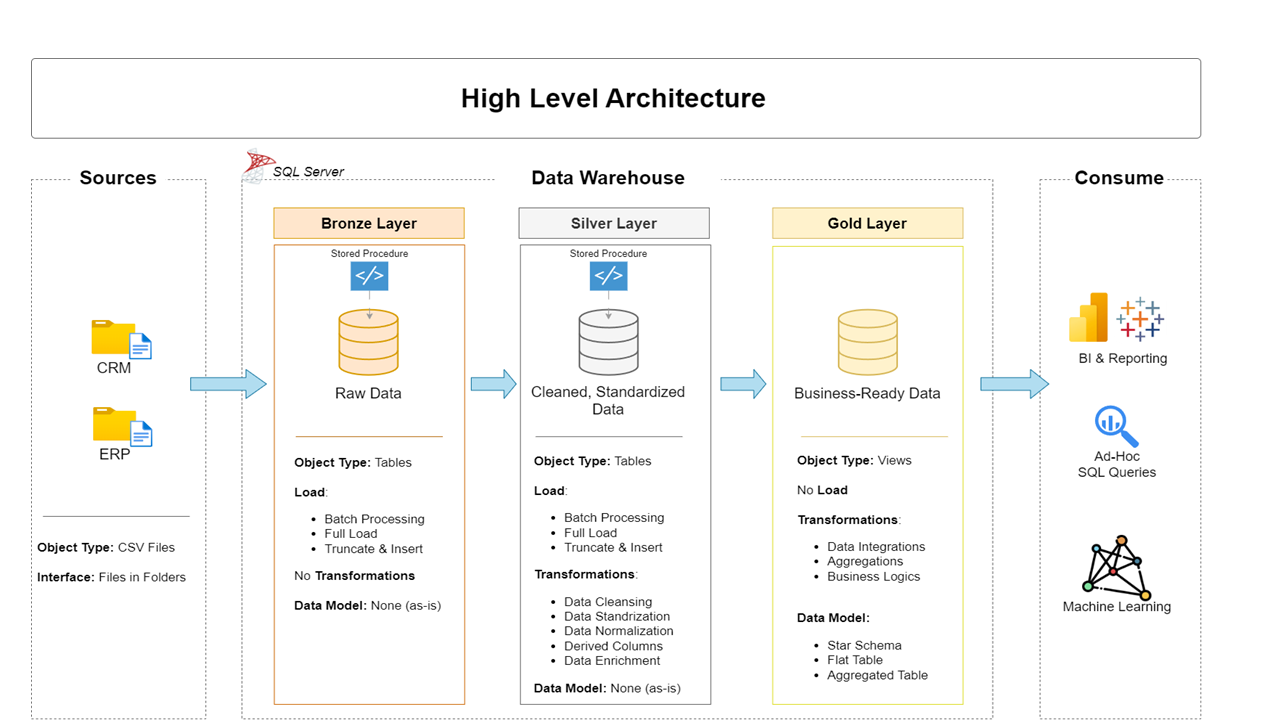 High Level Architecture
Sources
SQL Server
Data Warehouse
Consume
Bronze Layer
Silver Layer
Gold Layer
CRM
ERP
Object Type: CSV Files
Interface: Files in Folders
Stored Procedure
</>
Raw Data
Object Type: Tables
Load:
• Batch Processing
• Full Load
• Truncate & Insert
No Transformations
Data Model: None (as-is)
Stored Procedure
</>
Cleaned, Standardized
Data
Object Type: Tables
Load:
• Batch Processing
• Full Load
• Truncate & Insert
Transformations:
• Data Cleansing
• Data Standrization
• Data Normalization
• Derived Columns
• Data Enrichment
Data Model: None (as-is)
Business-Ready Data
Object Type: Views
No Load
Transformations:
• Data Integrations
• Aggregations
• Business Logics
Data Model:
• Star Schema
• Flat Table
• Aggregated Table
BI & Reporting
Ad-Hoc
SQL Queries
Machine Learning